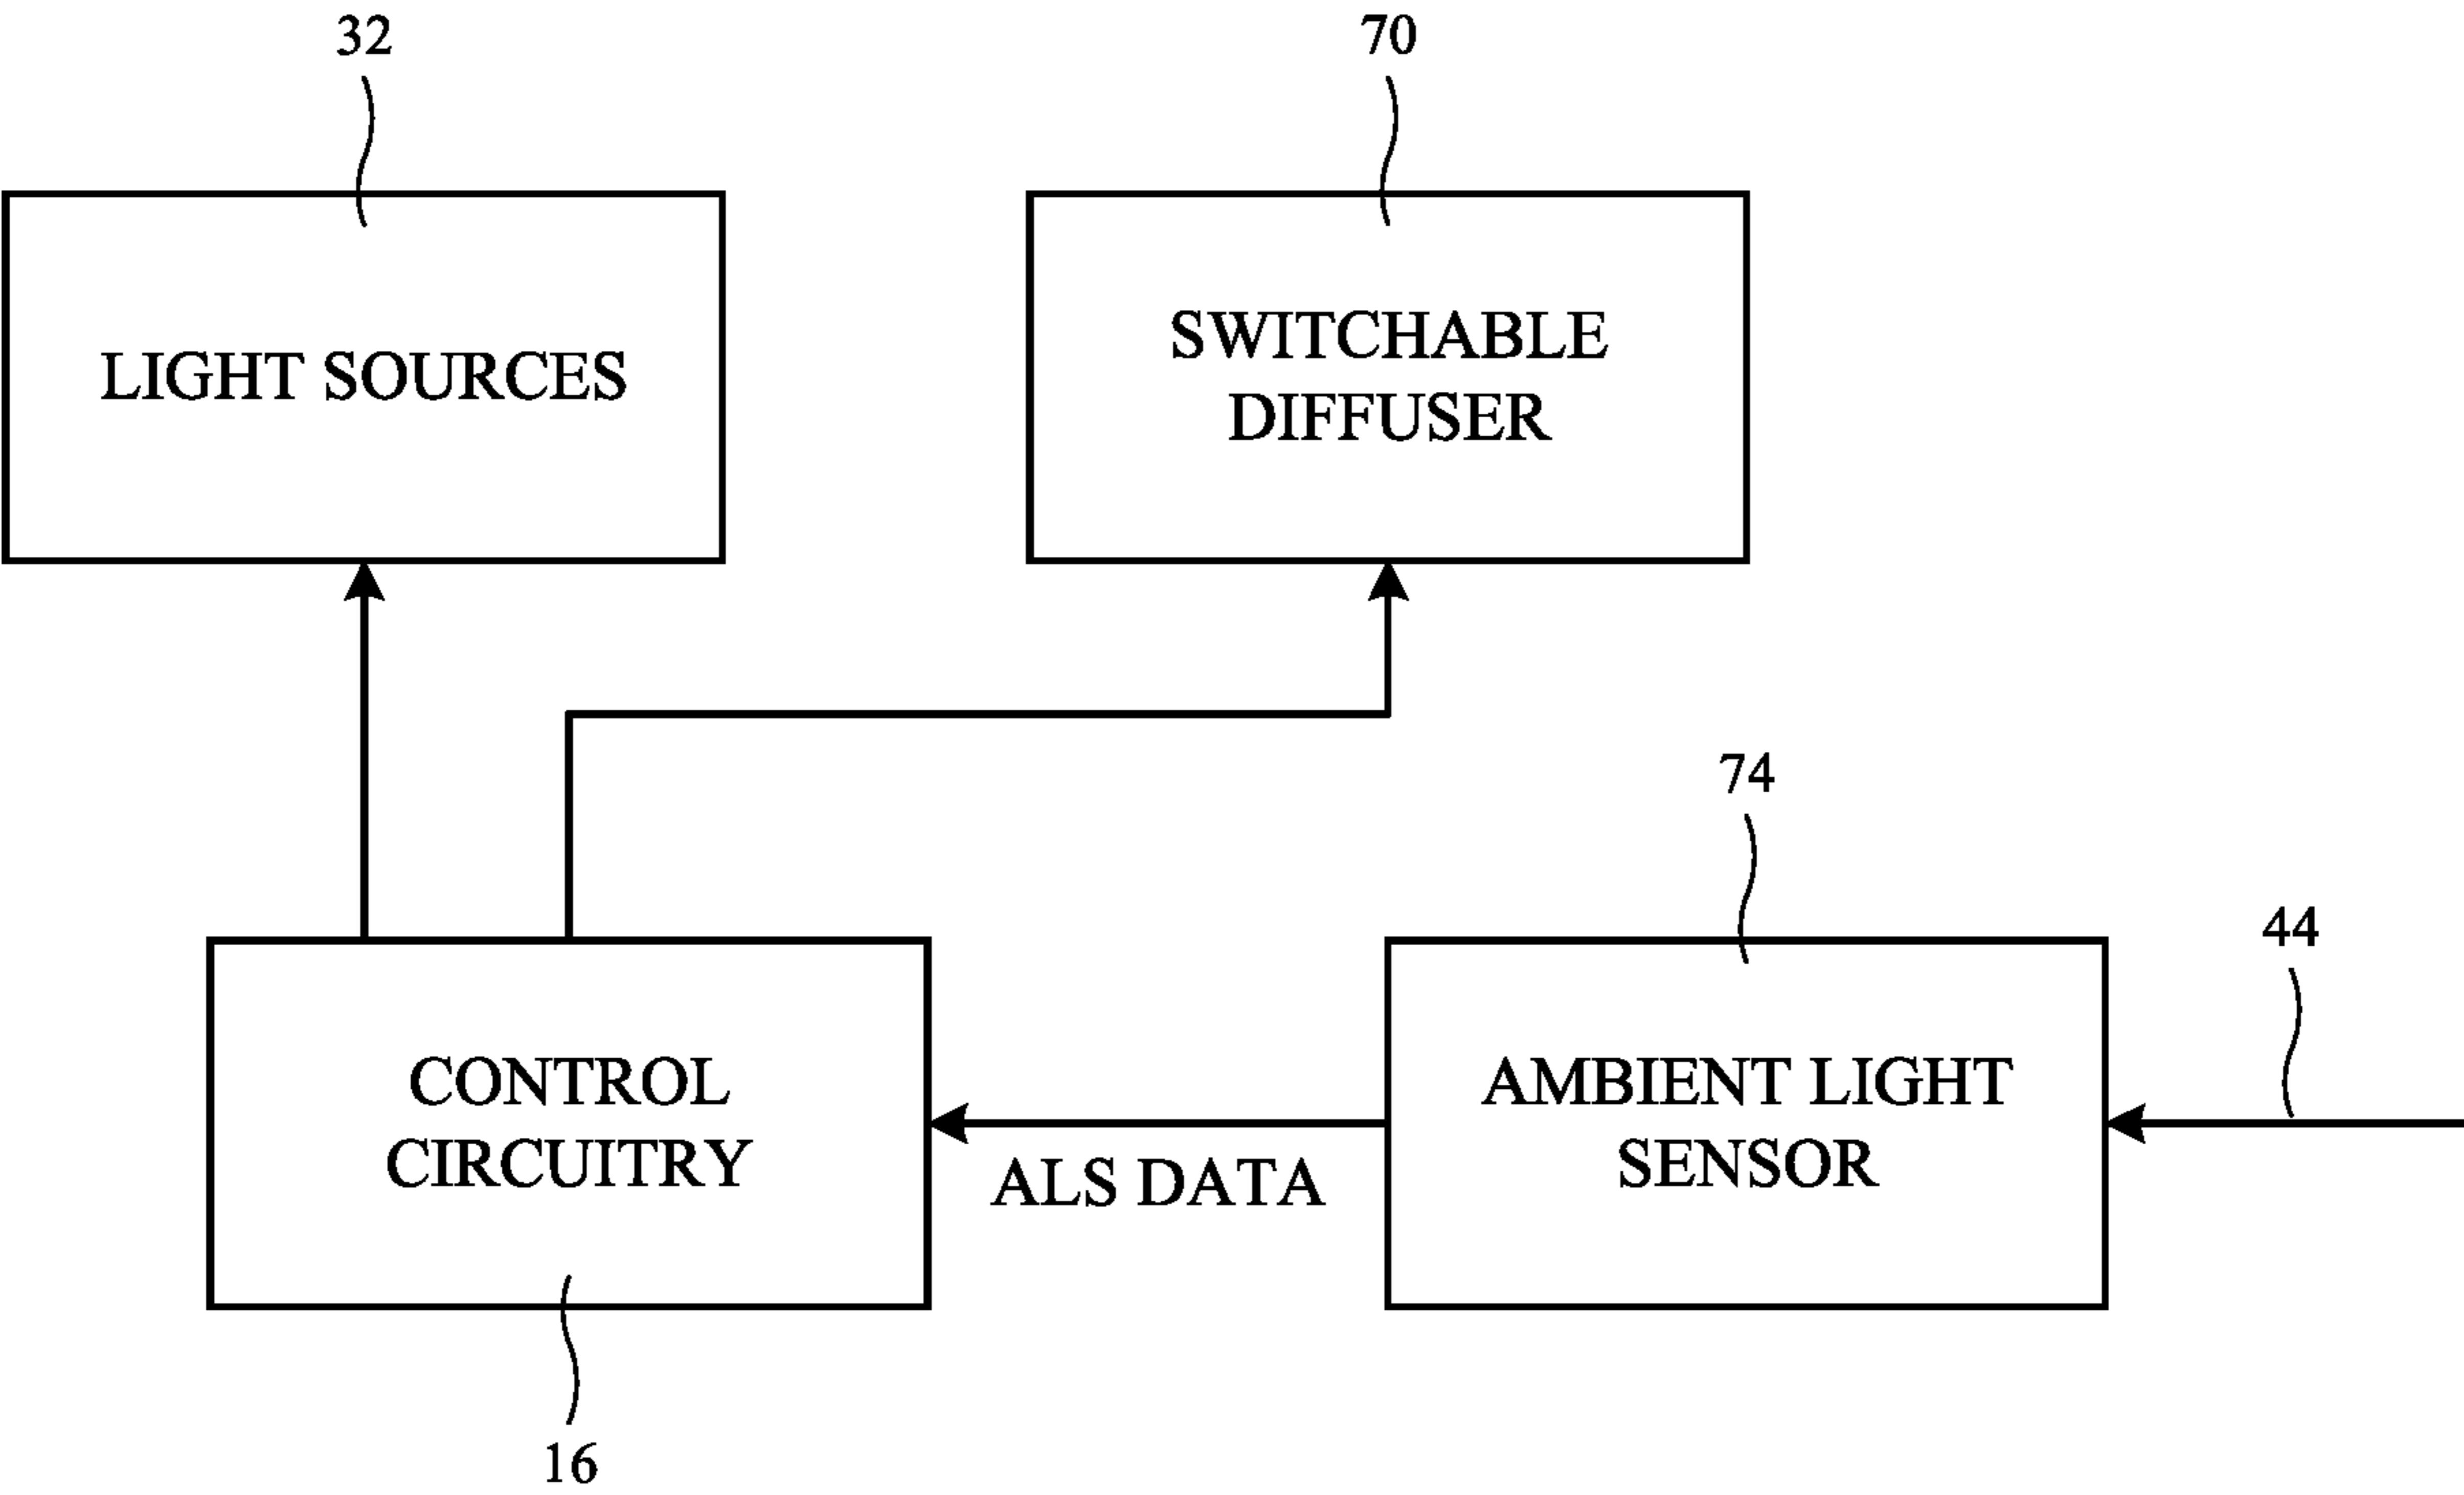 32
70
LIGHT SOURCES
SWITCHABLE
DIFFUSER
74
44
CONTROL
CIRCUITRY
ALS DATA
AMBIENT LIGHT
SENSOR
16